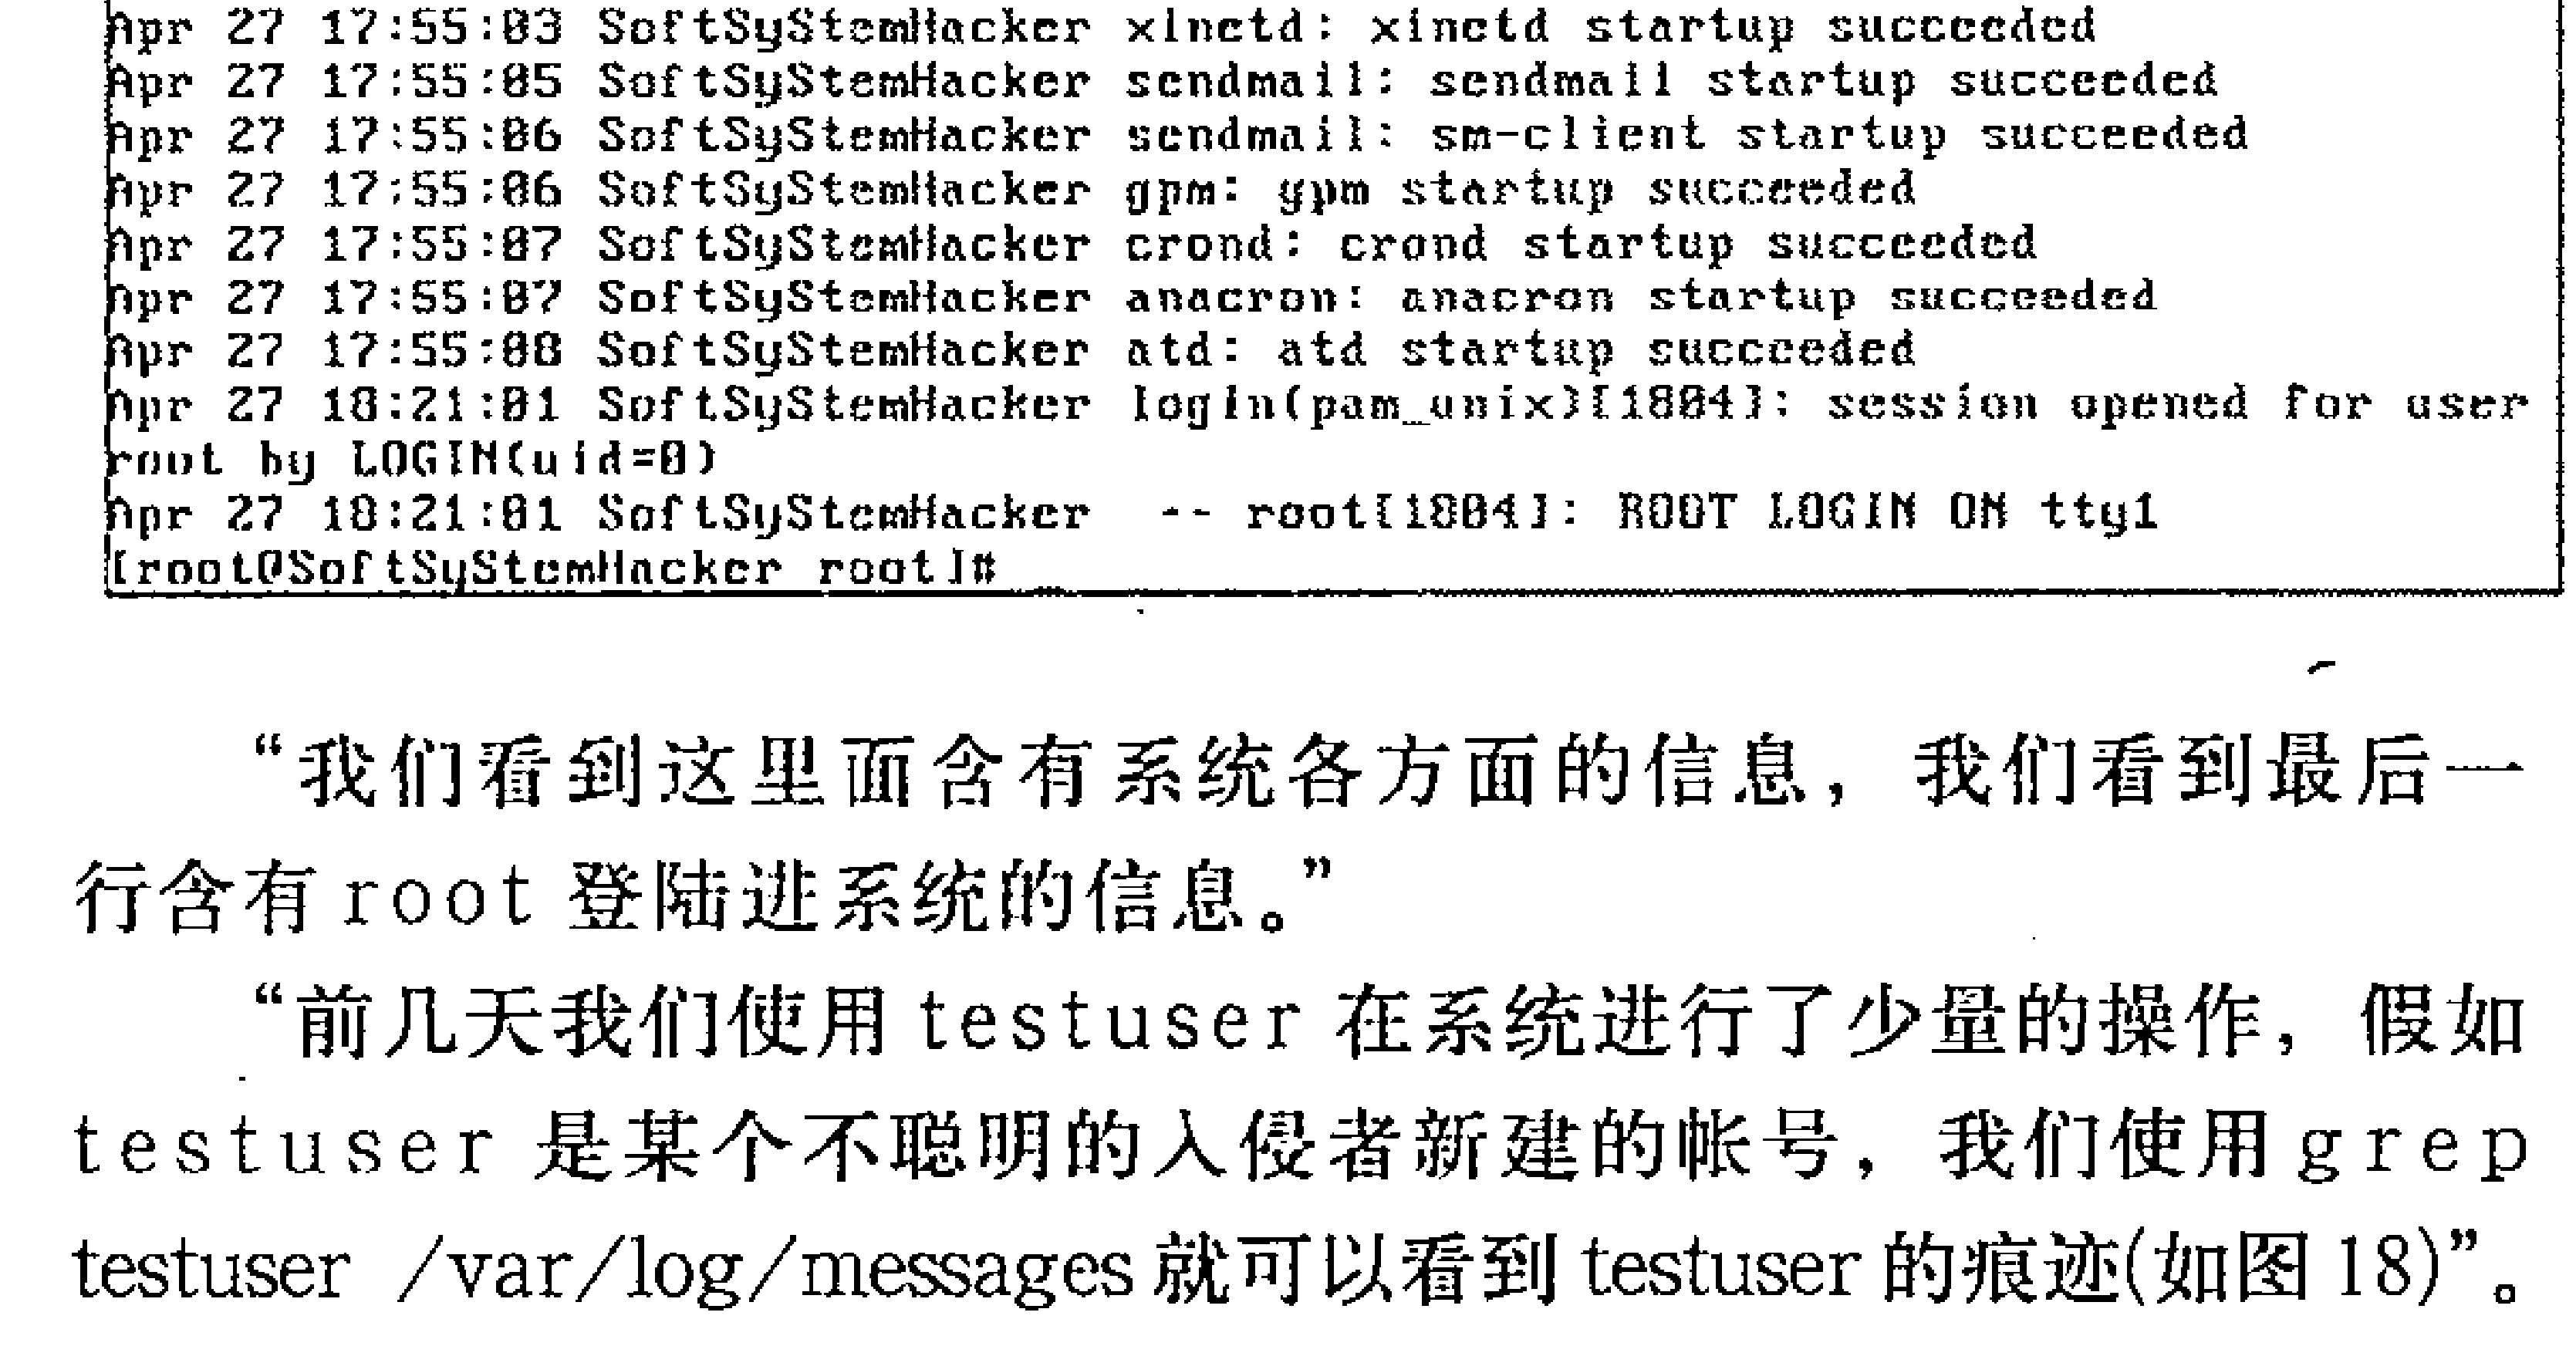 Apr 27 17:55:03 SoftSyStemHacker xinetd: xinetd startup succeeded
Apr 27 17:55:05 SoftSyStemHacker sendmail: sendmail startup succeeded
Apr 27 17:55:06 SoftSyStemHacker sendmail: sm-client startup succeeded
Apr 27 17:55:06 SoftSyStemHacker gpm: gpm startup succeeded
Apr 27 17:55:07 SoftSyStemHacker crond: crond startup succeeded
Apr 27 17:55:07 SoftSyStemHacker anacron: anacron startup succeeded
Apr 27 17:55:08 SoftSyStemHacker atd: atd startup succeeded
Apr 27 18:21:01 SoftSyStemHacker login(pam_unix)[1804]: session opened for user
root by LOGIN(uid=0)
Apr 27 18:21:01 SoftSyStemHacker -- root[1804]: ROOT LOGIN ON tty1
[root@SoftSyStemHacker root]#
“我们看到这里面含有系统各方面的信息，我们看到最后一
行含有 root 登陆进系统的信息。”
“前几天我们使用 testuser 在系统进行了少量的操作，假如
testuser 是某个不聪明的入侵者新建的帐号，我们使用 grep
testuser /var/log/messages 就可以看到 testuser 的痕迹(如图 18)”。